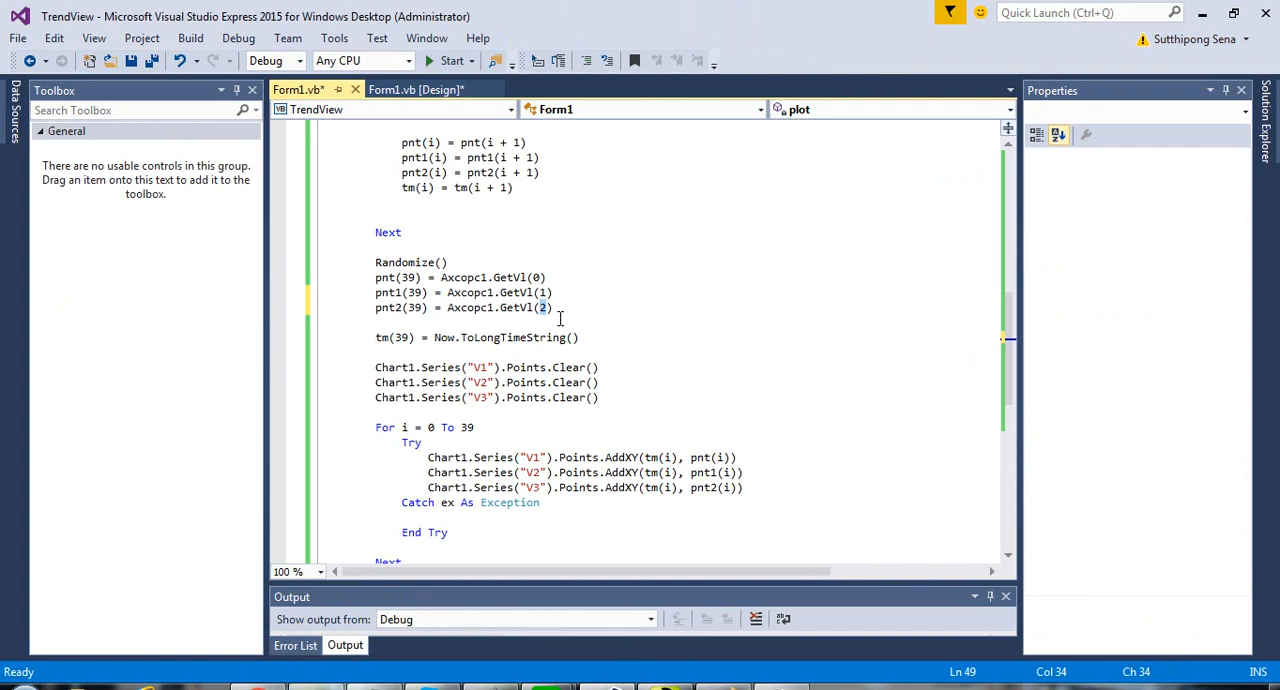 TrendView - Microsoft Visual Studio Express 2015 for Windows Desktop (Administrator)
Quick Launch (Ctrl+Q)
File Edit View Project Build Debug Team Tools Test Window Help
Sutthipong Sena
Debug Any CPU Start
Data Sources
Toolbox
Search Toolbox
General
There are no usable controls in this group.
Drag an item onto this text to add it to the
toolbox.
Form1.vb* Form1.vb [Design]*
TrendView Form1 plot
pnt(i) = pnt(i + 1)
pnt1(i) = pnt1(i + 1)
pnt2(i) = pnt2(i + 1)
tm(i) = tm(i + 1)
Next
Randomize()
pnt(39) = Axcopc1.GetVl(0)
pnt1(39) = Axcopc1.GetVl(1)
pnt2(39) = Axcopc1.GetVl(2)
tm(39) = Now.ToLongTimeString()
Chart1.Series("V1").Points.Clear()
Chart1.Series("V2").Points.Clear()
Chart1.Series("V3").Points.Clear()
For i = 0 To 39
Try
Chart1.Series("V1").Points.AddXY(tm(i), pnt(i))
Chart1.Series("V2").Points.AddXY(tm(i), pnt1(i))
Chart1.Series("V3").Points.AddXY(tm(i), pnt2(i))
Catch ex As Exception
End Try
Next
100 %
Output
Show output from: Debug
Error List Output
Properties
Solution Explorer
Ready Ln 49 Col 34 Ch 34 INS